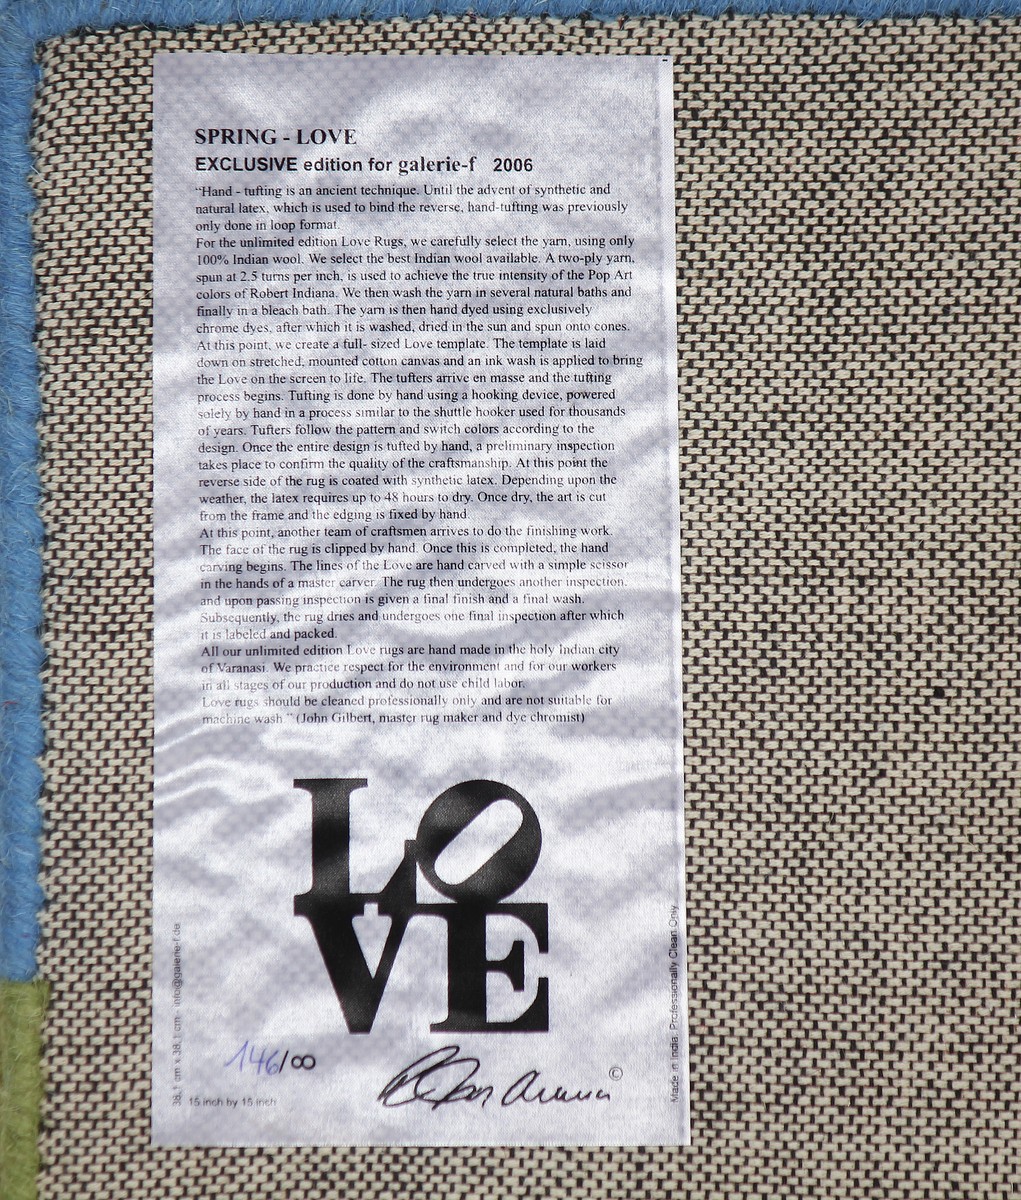 SPRING - LOVE
EXCLUSIVE edition for galerie-f 2006
"Hand - tufting is an ancient technique. Until the advent of synthetic and
natural latex, which is used to bind the reverse, hand-tufting was previously
only done in loop format.
For the unlimited edition Love Rugs, we carefully select the yarn, using only
100% Indian wool. We select the best Indian wool available. A two-ply yarn,
spun at 2.5 turns per inch, is used to achieve the true intensity of the Pop Art
colors of Robert Indiana. We then wash the yarn in several natural baths and
finally in a bleach bath. The yarn is then hand dyed using exclusively
chrome dyes, after which it is washed, dried in the sun and spun onto cones.
At this point, we create a full- sized Love template. The template is laid
down on stretched, mounted cotton canvas and an ink wash is applied to bring
the Love on the screen to life. The tufters arrive en masse and the tufting
process begins. Tufting is done by hand using a hooking device, powered
solely by hand in a process similar to the shuttle hooker used for thousands
of years. Tufters follow the pattern and switch colors according to the
design. Once the entire design is tufted by hand, a preliminary inspection
takes place to confirm the quality of the craftsmanship. At this point the
reverse side of the rug is coated with synthetic latex. Depending upon the
weather, the latex requires up to 48 hours to dry. Once dry, the art is cut
from the frame and the edging is fixed by hand.
At this point, another team of craftsmen arrives to do the finishing work.
The face of the rug is clipped by hand. Once this is completed, the hand
carving begins. The lines of the Love are hand carved with a simple scissor
in the hands of a master carver. The rug then undergoes another inspection,
and upon passing inspection is given a final finish and a final wash.
Subsequently, the rug dries and undergoes one final inspection after which
it is labeled and packed.
All our unlimited edition Love rugs are hand made in the holy Indian city
of Varanasi. We practice respect for the environment and for our workers
in all stages of our production and do not use child labor.
Love rugs should be cleaned professionally only and are not suitable for
machine wash." (John Gilbert, master rug maker and dye chromist)
LO
VE
146/∞
©
15 inch by 15 inch
38,1 cm x 38,1 cm info@galerie-f.de
Made in India. Professionally Clean Only